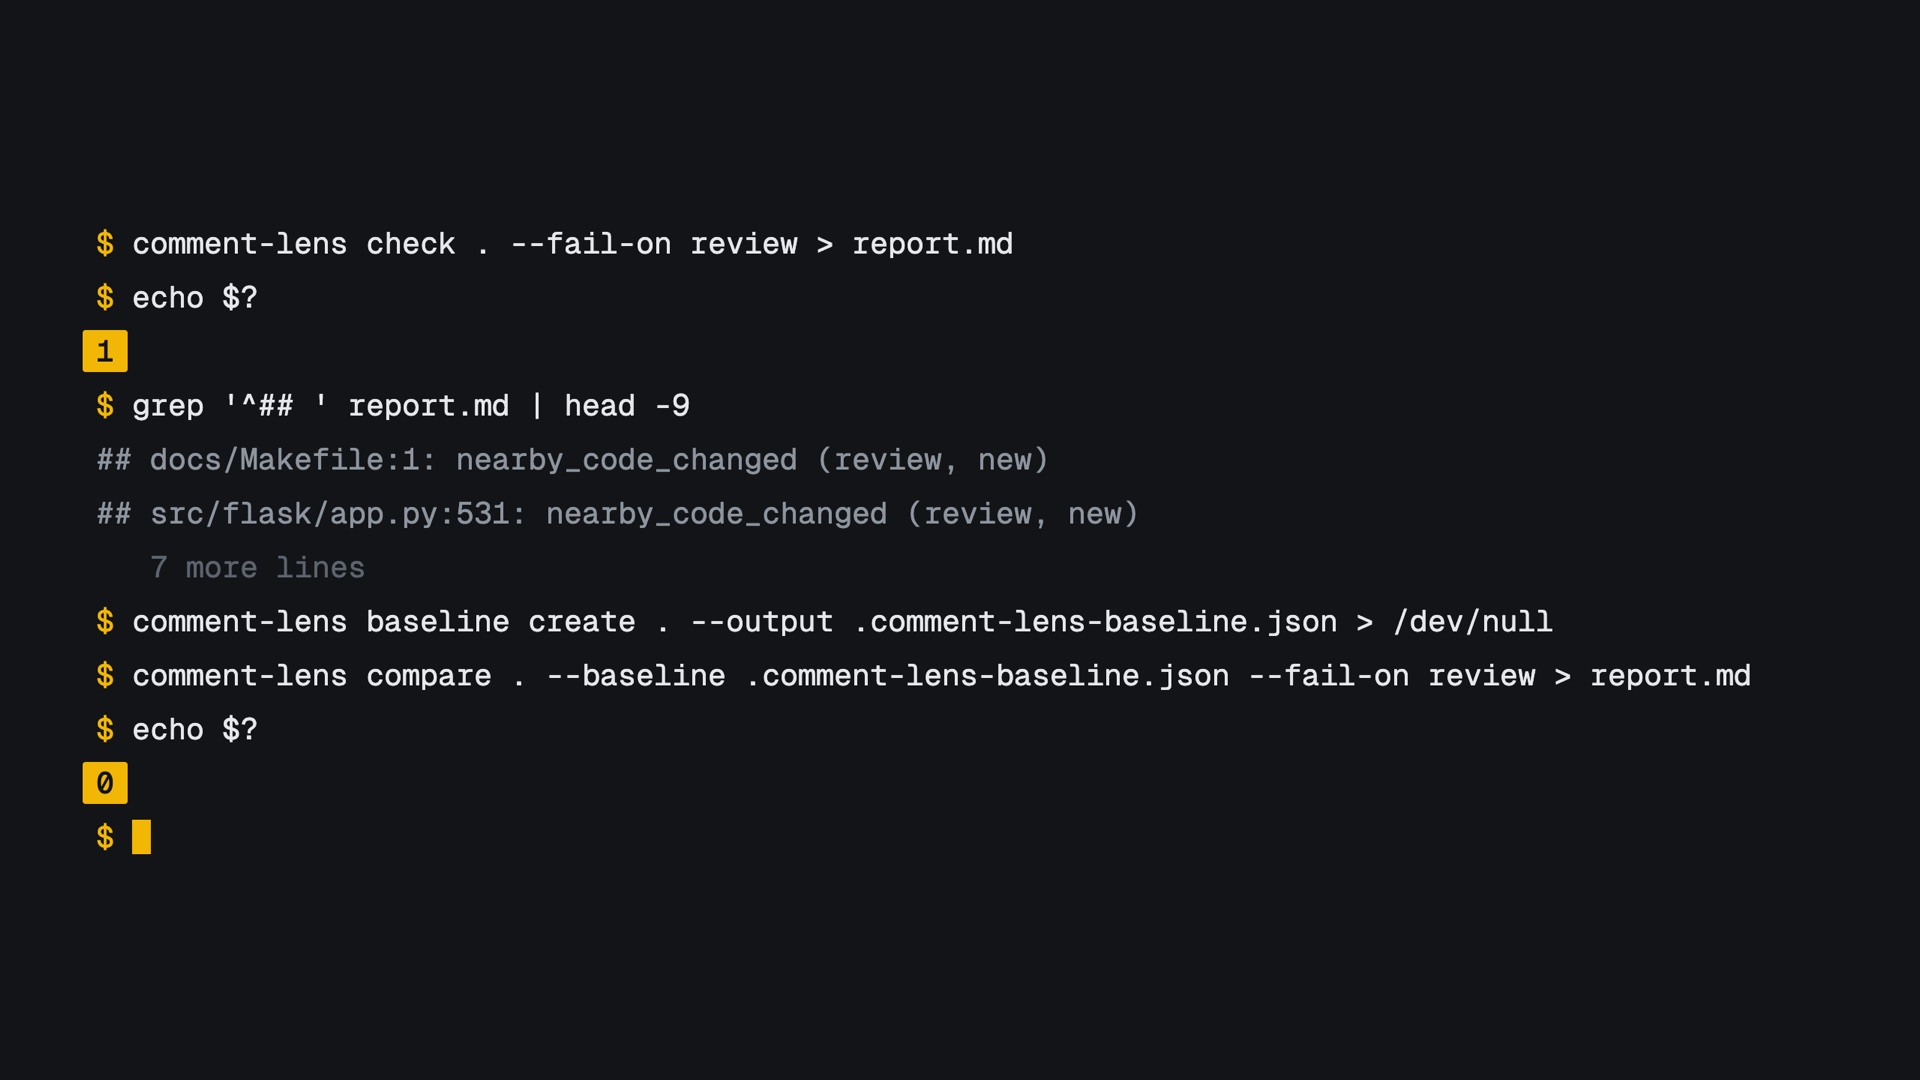 $ comment-lens check . --fail-on review > report.md
$ echo $?
1
$ grep '^## ' report.md | head -9
## docs/Makefile:1: nearby_code_changed (review, new)
## src/flask/app.py:531: nearby_code_changed (review, new)
7 more lines
$ comment-lens baseline create . --output .comment-lens-baseline.json > /dev/null
$ comment-lens compare . --baseline .comment-lens-baseline.json --fail-on review > report.md
$ echo $?
0
$